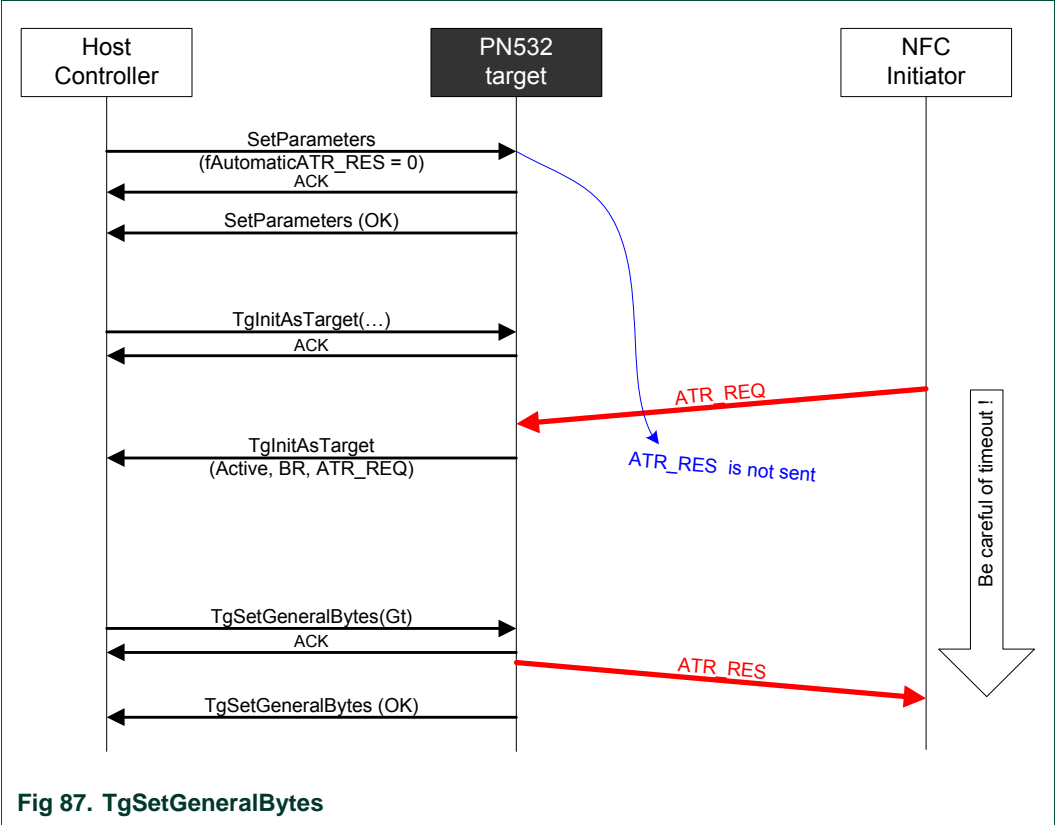 Host
Controller
PN532
target
NFC
Initiator
SetParameters
(fAutomaticATR_RES = 0)
ACK
SetParameters (OK)
TgInitAsTarget(…)
ACK
ATR_REQ
TgInitAsTarget
(Active, BR, ATR_REQ)
ATR_RES is not sent
Be careful of timeout !
TgSetGeneralBytes(Gt)
ACK
ATR_RES
TgSetGeneralBytes (OK)
Fig 87. TgSetGeneralBytes